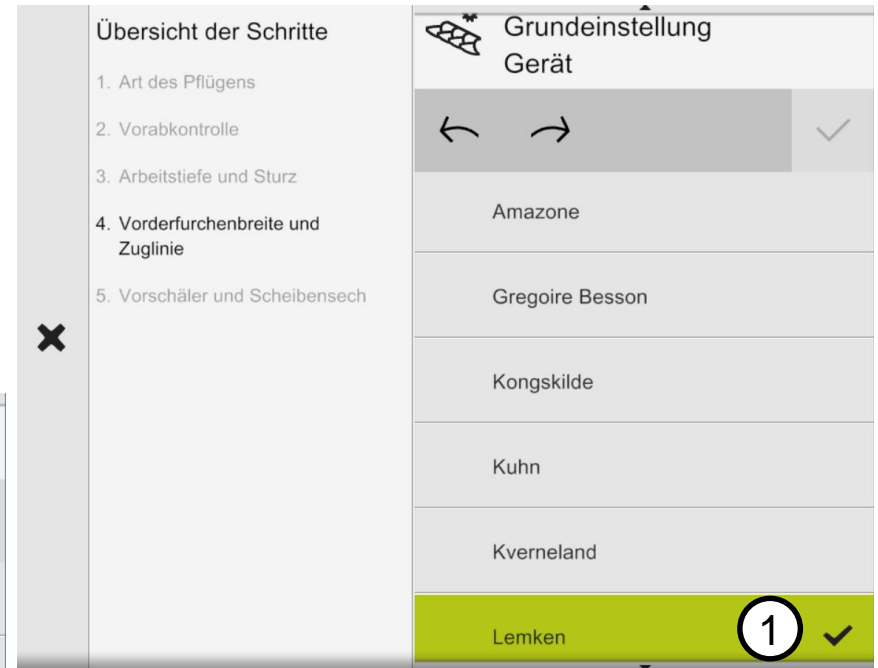 Übersicht der Schritte
1. Art des Pflügens
2. Vorabkontrolle
3. Arbeitstiefe und Sturz
4. Vorderfurchenbreite und
Zuglinie
5. Vorschäler und Scheibensech
Grundeinstellung
Gerät
Amazone
Gregoire Besson
Kongskilde
Kuhn
Kverneland
Lemken
1